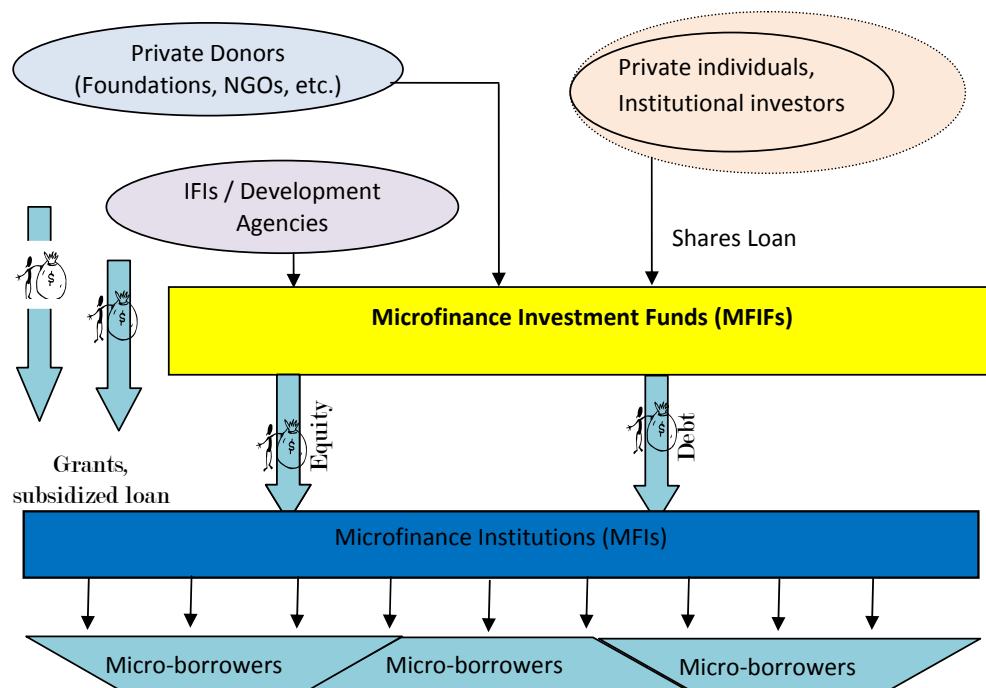 Private Donors
(Foundations, NGOs, etc.)
Private individuals,
Institutional investors
IFIs / Development
Agencies
Shares Loan
$
$
Microfinance Investment Funds (MFIFs)
$
Equity
$
Debt
Grants,
subsidized loan
Microfinance Institutions (MFIs)
Micro-borrowers
Micro-borrowers
Micro-borrowers